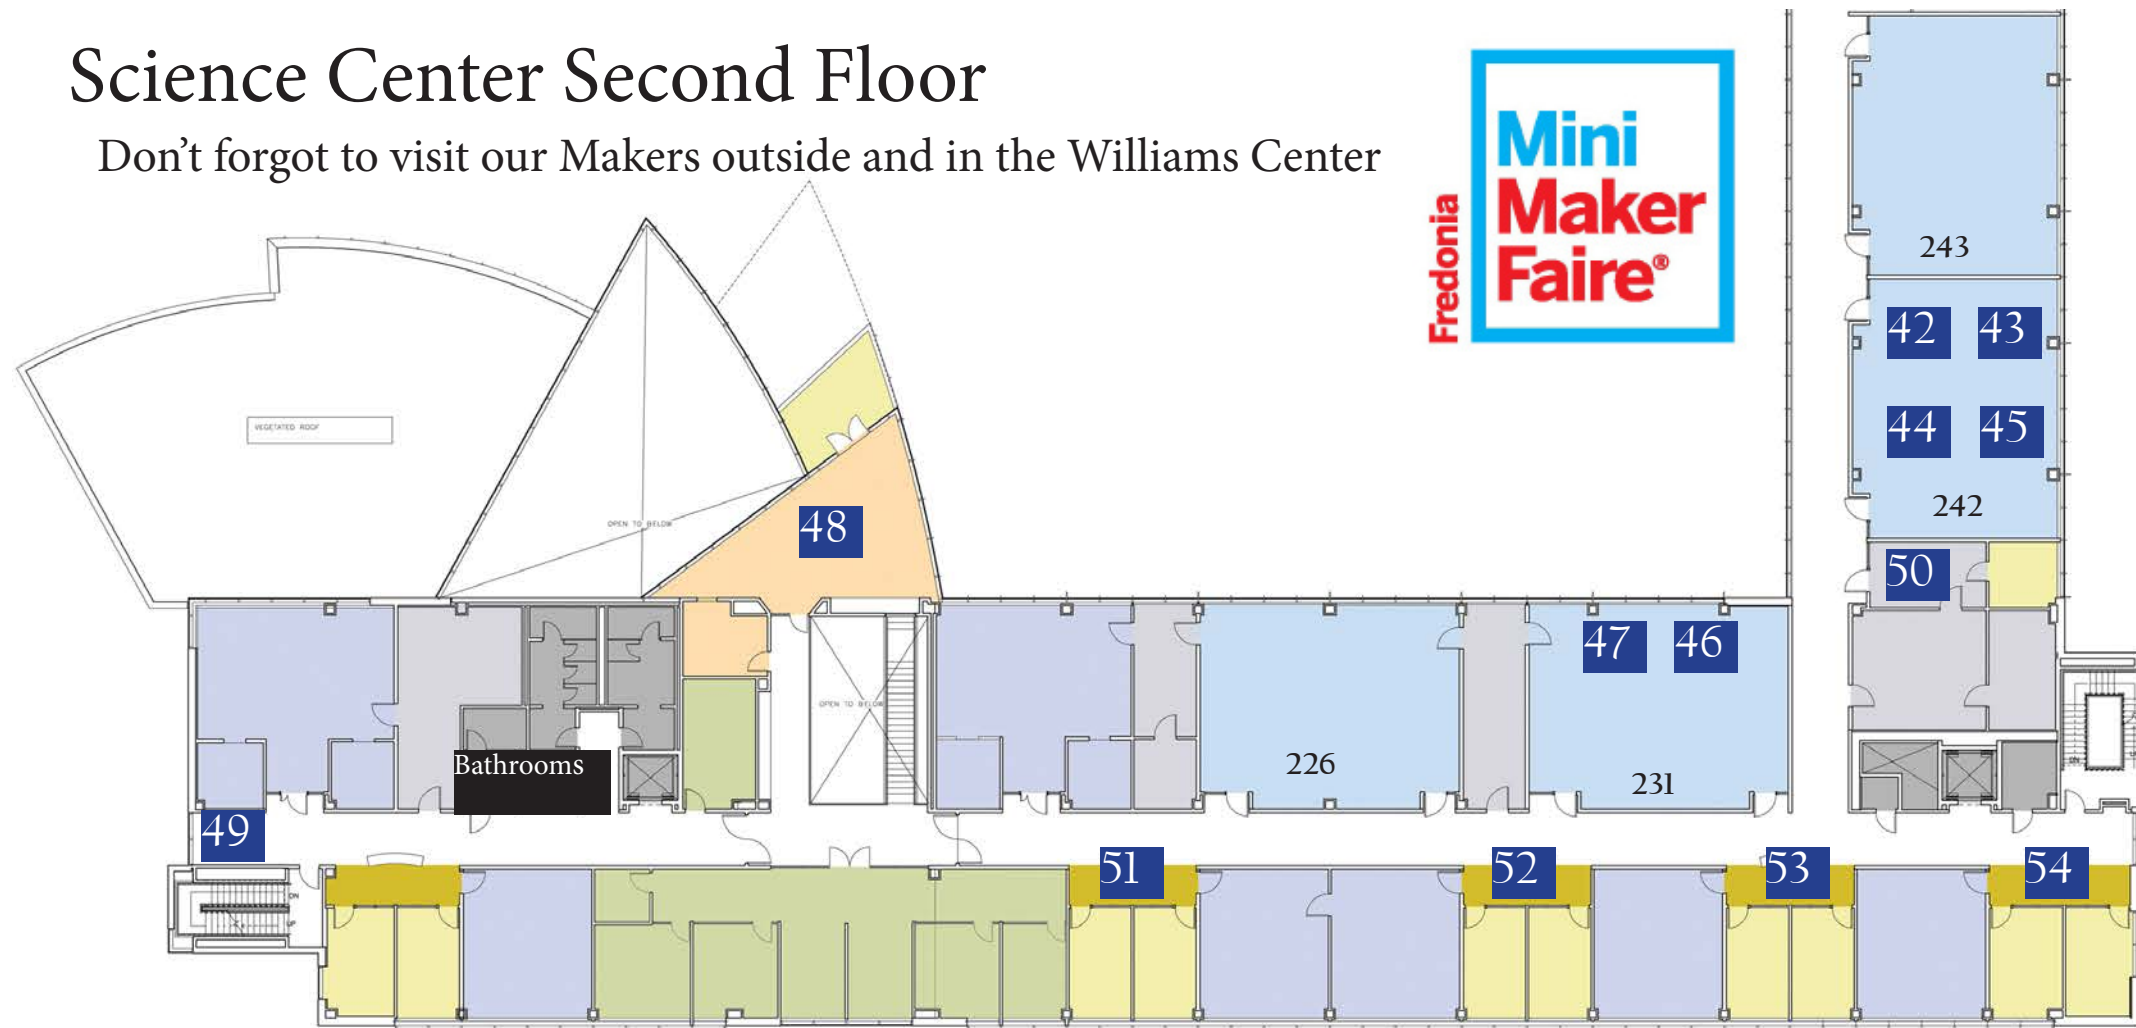 Science Center Second Floor
Don't forgot to visit our Makers outside and in the Williams Center
Fredonia
Mini
Maker
Faire®
243
42 43
44 45
242
50
VEGETATED ROOF
OPEN TO BELOW
48
47 46
OPEN TO BELOW
Bathrooms
226
231
49
51 52 53 54
DN
UP